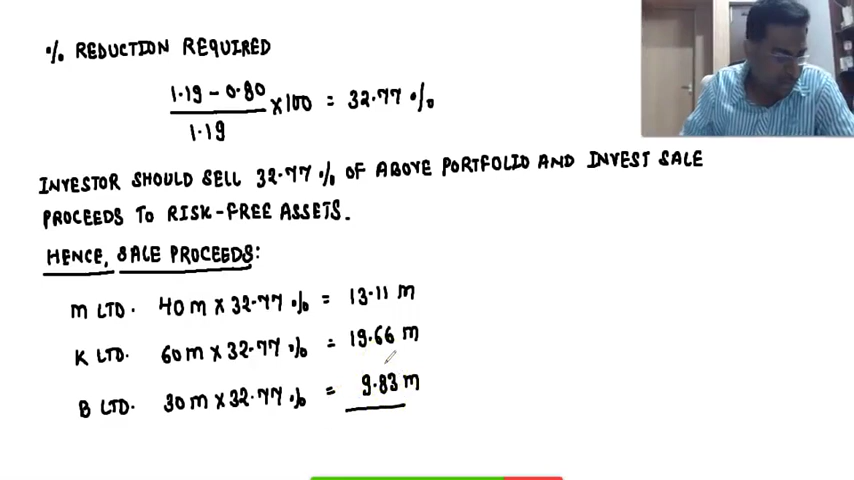 % REDUCTION REQUIRED
1.19 - 0.80
1.19
×100 = 32.77 %
INVESTOR SHOULD SELL 32.77 % OF ABOVE PORTFOLIO AND INVEST SALE
PROCEEDS TO RISK-FREE ASSETS.
HENCE, SALE PROCEEDS:
M LTD. 40 M × 32.77 % = 13.11 M
K LTD. 60 M × 32.77 % = 19.66 M
B LTD. 30 M × 32.77 % = 9.83 M